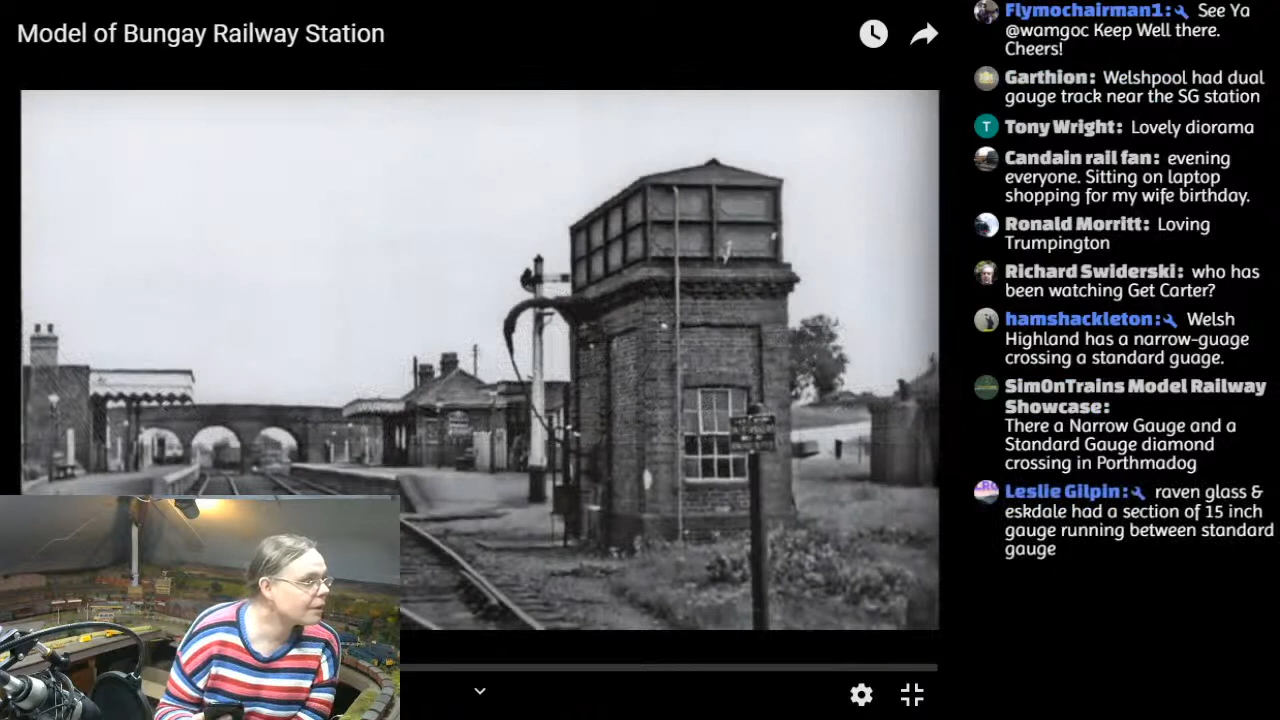 Model of Bungay Railway Station
Flymochairman1: See Ya
@wamgoc Keep Well there.
Cheers!
Garthion: Welshpool had dual
gauge track near the SG station
T Tony Wright: Lovely diorama
Candain rail fan: evening
everyone. Sitting on laptop
shopping for my wife birthday.
Ronald Morritt: Loving
Trumpington
Richard Swiderski: who has
been watching Get Carter?
hamshackleton: Welsh
Highland has a narrow-guage
crossing a standard guage.
SimOnTrains Model Railway
Showcase:
There a Narrow Gauge and a
Standard Gauge diamond
crossing in Porthmadog
Leslie Gilpin: raven glass &
eskdale had a section of 15 inch
gauge running between standard
gauge